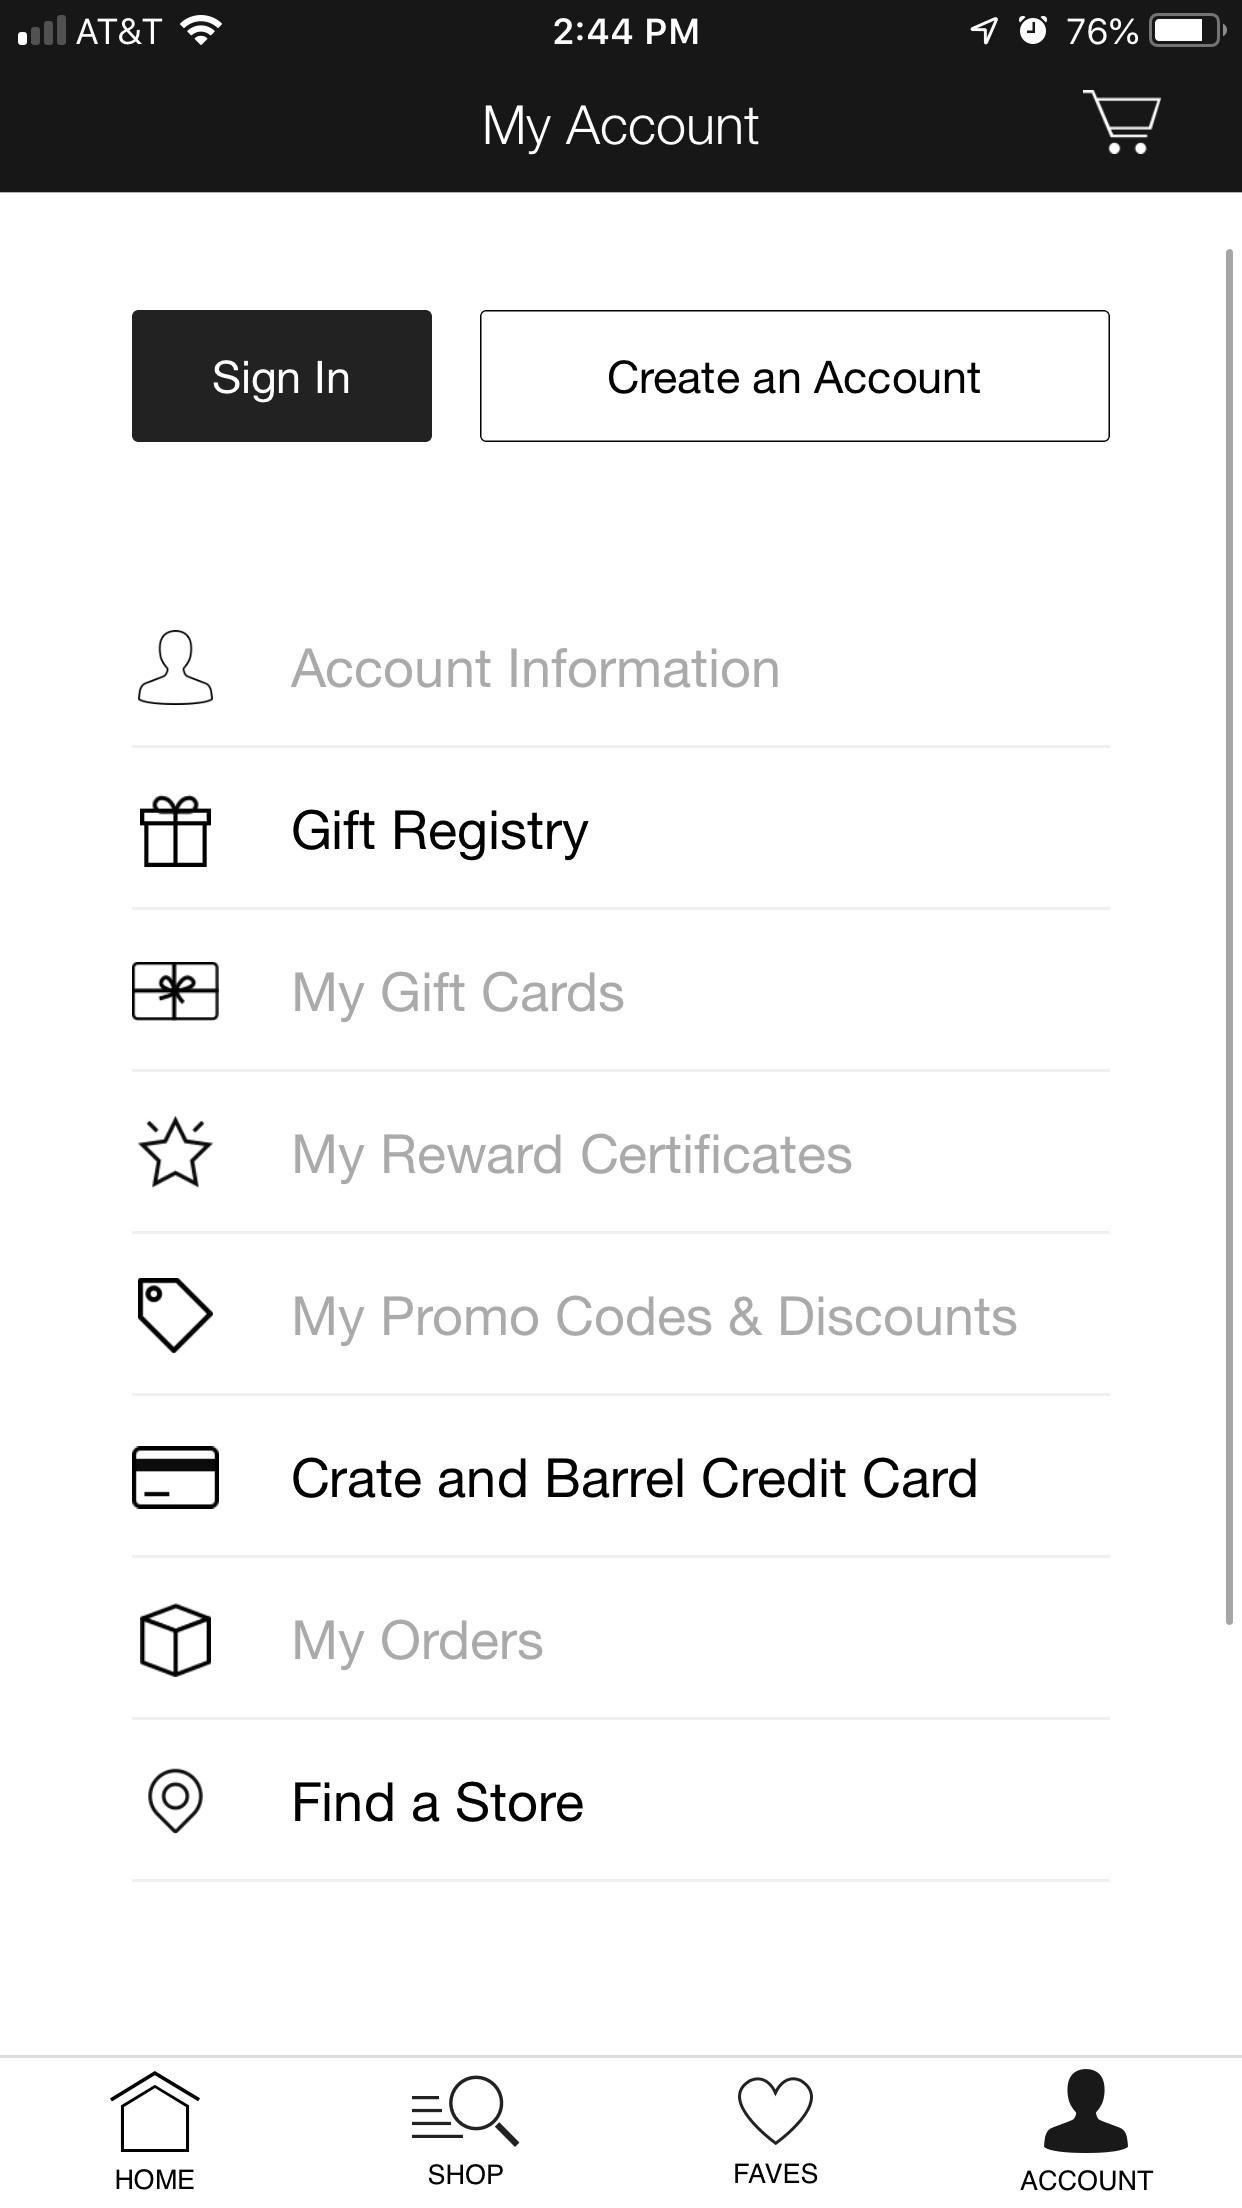 AT&T 2:44 PM 76%
My Account
Sign In Create an Account
Account Information
Gift Registry
My Gift Cards
My Reward Certificates
My Promo Codes & Discounts
Crate and Barrel Credit Card
My Orders
Find a Store
HOME SHOP FAVES ACCOUNT